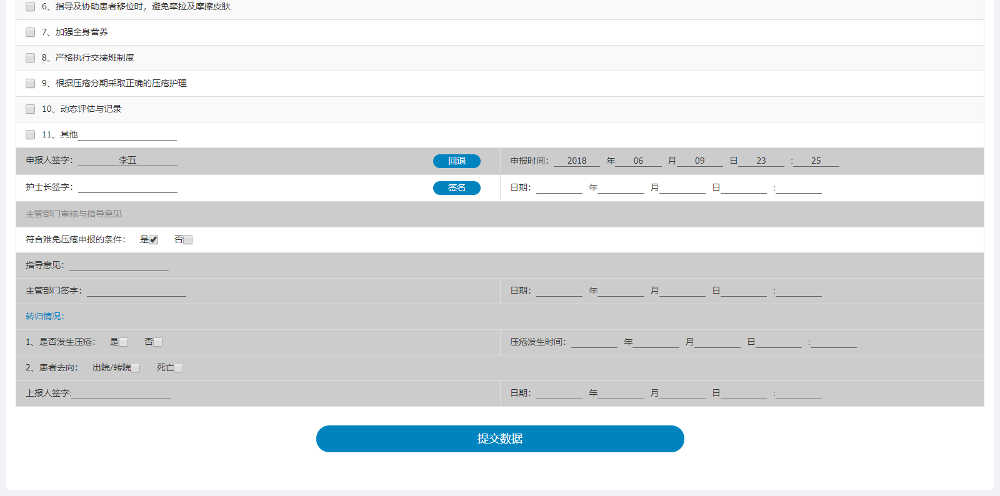 6、指导及协助患者移位时，避免牵拉及摩擦皮肤
7、加强全身营养
8、严格执行交接班制度
9、根据压疮分期采取正确的压疮护理
10、动态评估与记录
11、其他
申报人签字： 李五 回退 申报时间： 2018 年 06 月 09 日 23 : 25
护士长签字： 签名 日期： 年 月 日 :
主管部门审核与指导意见
符合难免压疮申报的条件： 是 否
指导意见：
主管部门签字： 日期： 年 月 日 :
转归情况：
1、是否发生压疮： 是 否 压疮发生时间： 年 月 日 :
2、患者去向： 出院/转院 死亡
上报人签字: 日期： 年 月 日 :
提交数据